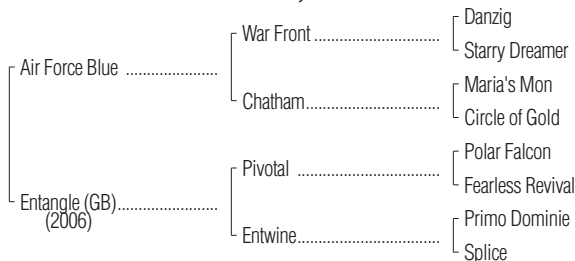 Danzig
War Front ..............................
Starry Dreamer
Air Force Blue ......................
Maria's Mon
Chatham................................
Circle of Gold
Polar Falcon
Pivotal ..................................
Fearless Revival
Entangle (GB)........................
(2006)
Primo Dominie
Entwine..................................
Splice